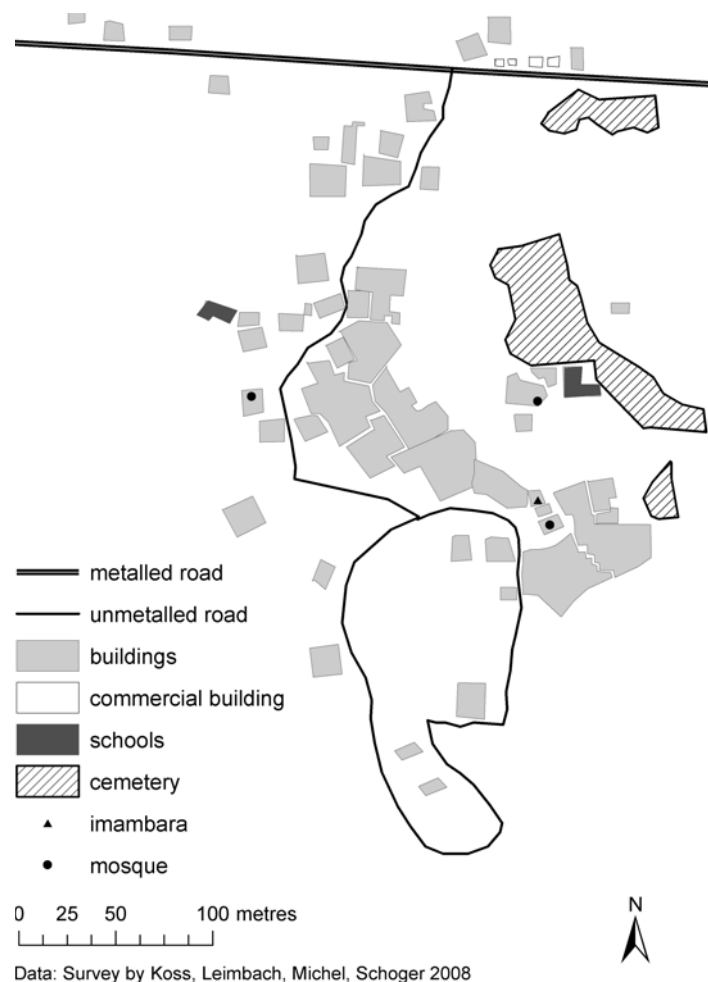 metalled road
unmetalled road
buildings
commercial building
schools
cemetery
imambara
mosque
0 25 50 100 metres
N
Data: Survey by Koss, Leimbach, Michel, Schoger 2008